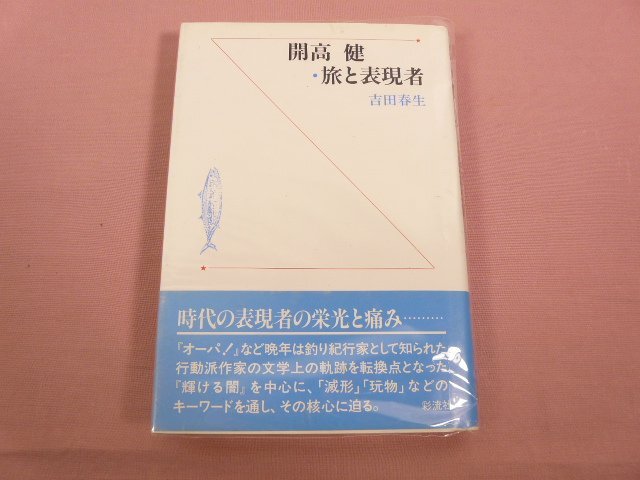 開高 健
・旅と表現者
吉田春生
時代の表現者の栄光と痛み………
『オーパ！』など晩年は釣り紀行家として知られた
行動派作家の文学上の軌跡を転換点となった
『輝ける闇』を中心に、「滅形」「玩物」などの
キーワードを通し、その核心に迫る。
彩流社